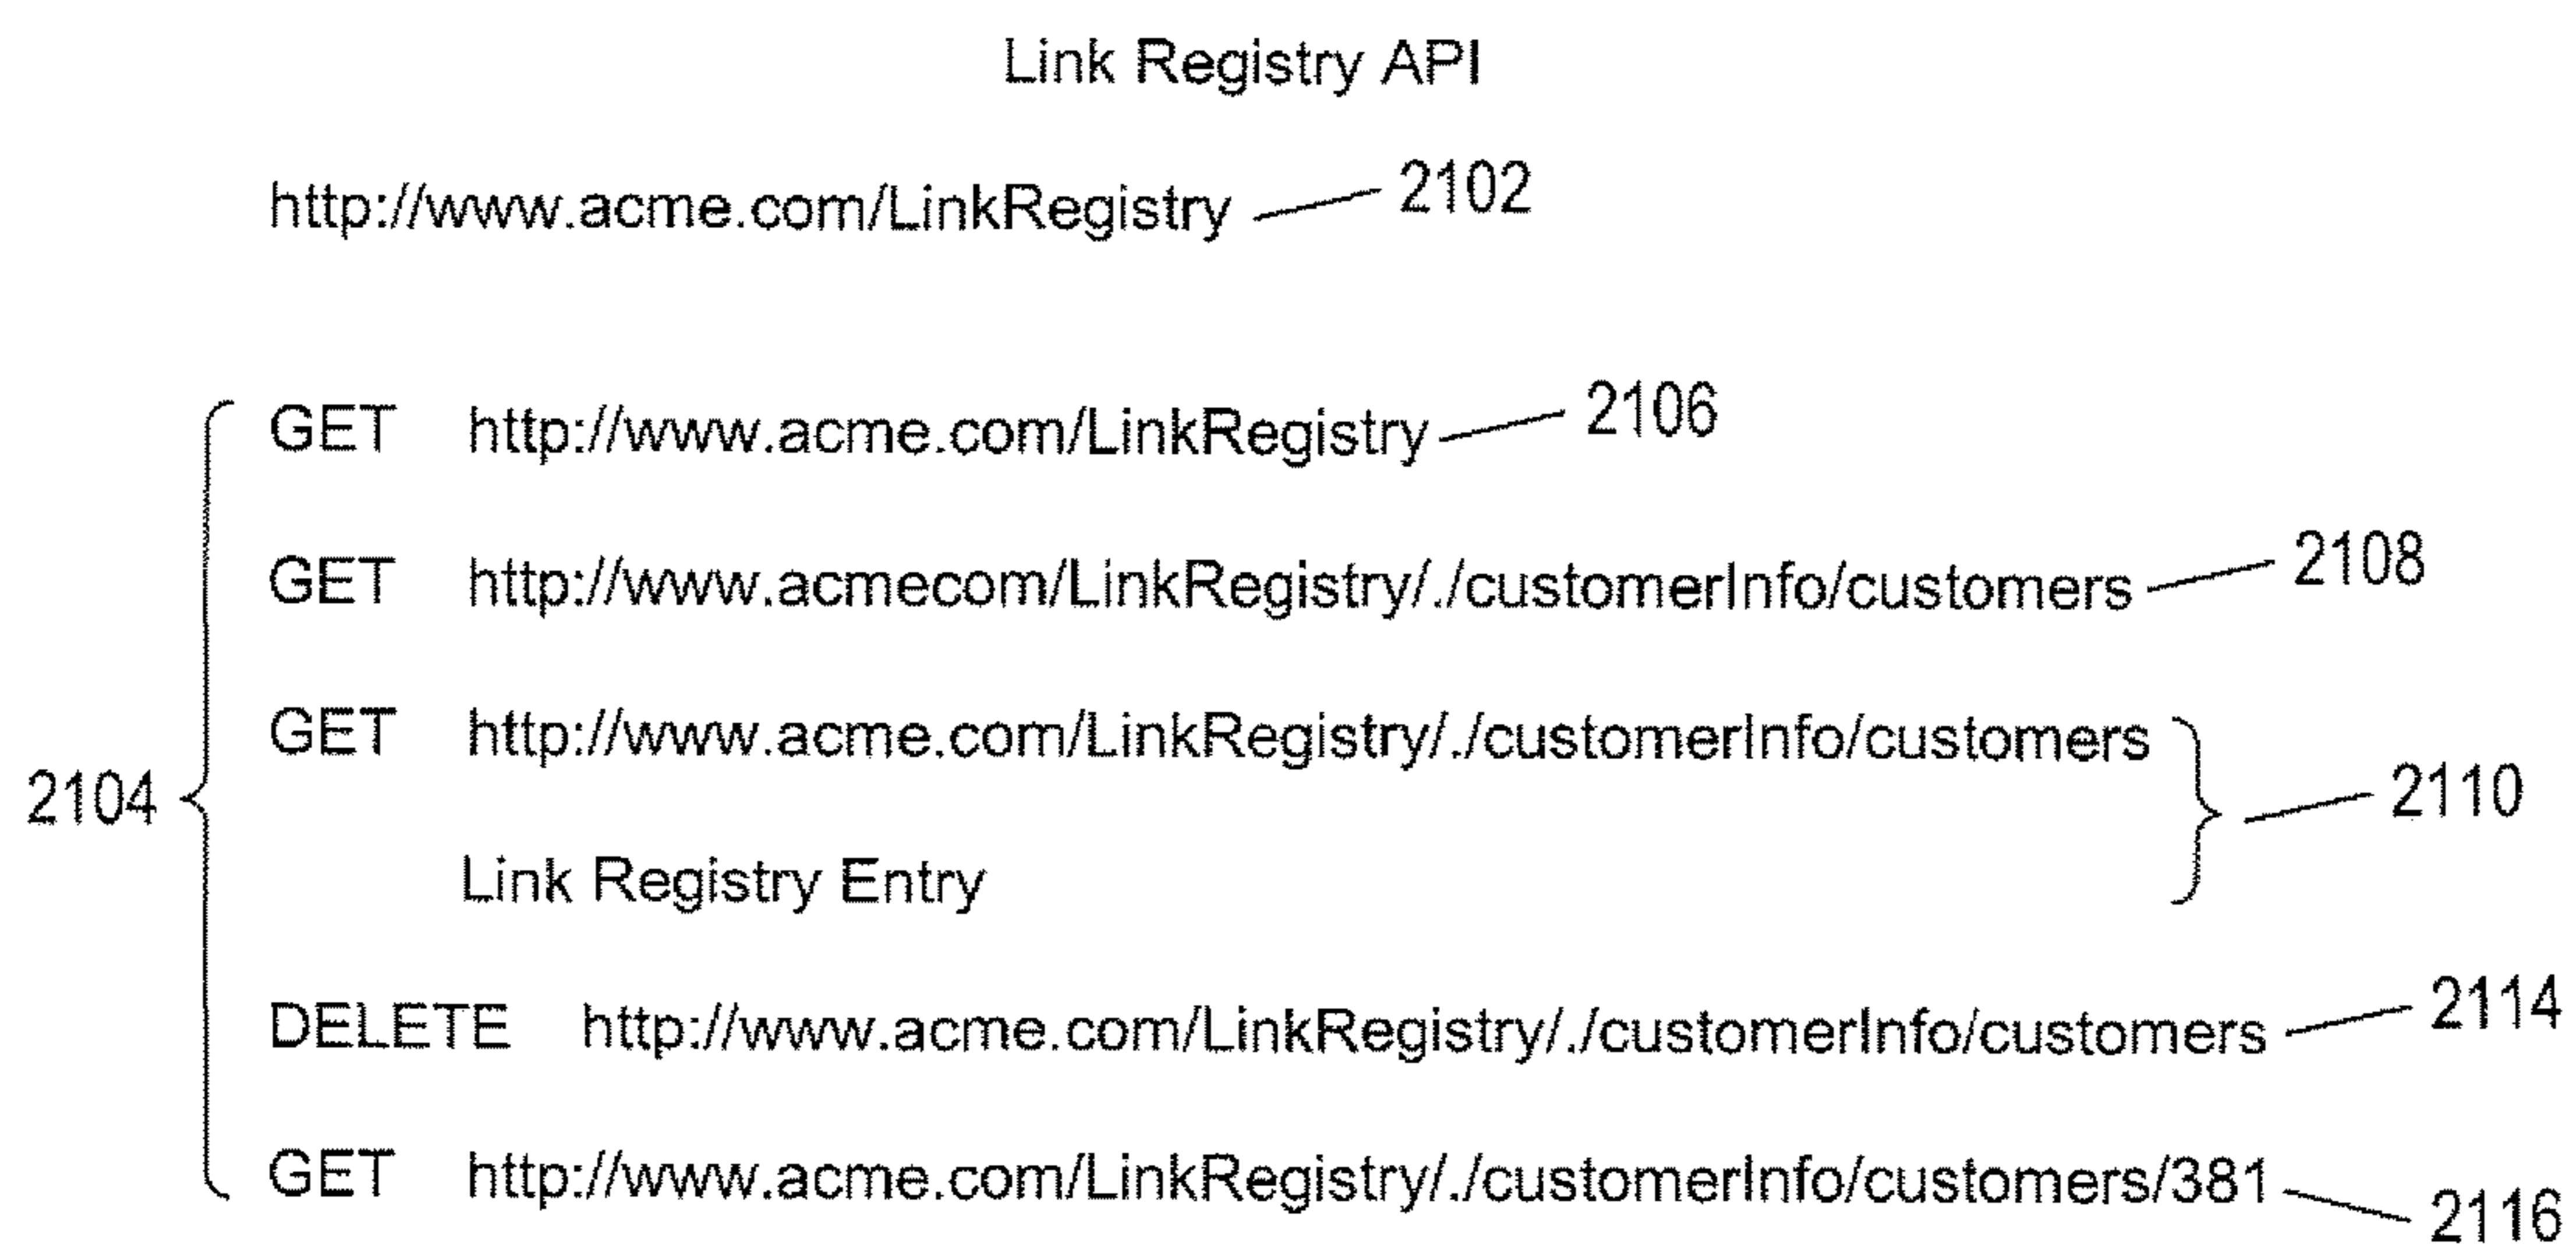 Link Registry API
http://www.acme.com/LinkRegistry 2102
GET http://www.acme.com/LinkRegistry 2106
GET http://www.acmecom/LinkRegistry/./customerInfo/customers 2108
GET http://www.acme.com/LinkRegistry/./customerInfo/customers
2104 2110
Link Registry Entry
DELETE http://www.acme.com/LinkRegistry/./customerInfo/customers 2114
GET http://www.acme.com/LinkRegistry/./customerInfo/customers/381 2116